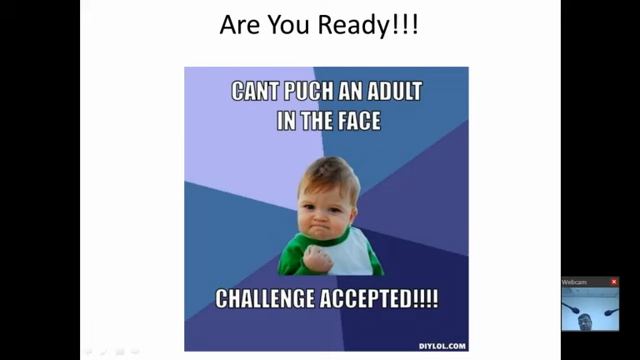 Are You Ready!!!
CANT PUCH AN ADULT
IN THE FACE
CHALLENGE ACCEPTED!!!!
DIYLOL.COM
Webcam